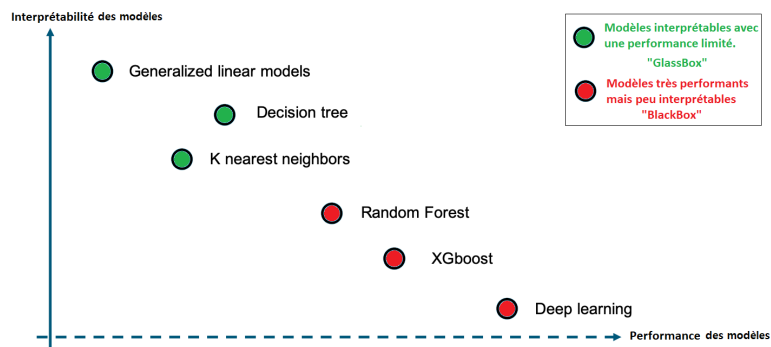 Interprétabilité des modèles
Modèles interprétables avec
une performance limité.
"GlassBox"
Modèles très performants
mais peu interprétables
"BlackBox"
Generalized linear models
Decision tree
K nearest neighbors
Random Forest
XGboost
Deep learning
Performance des modèles